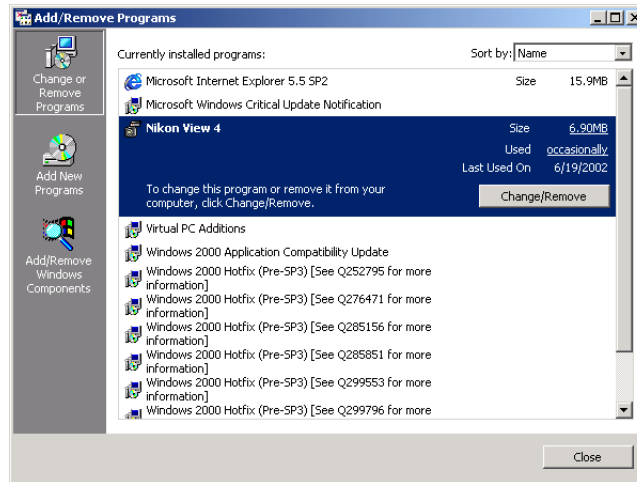 Add/Remove Programs
Change or
Remove
Programs
Add New
Programs
Add/Remove
Windows
Components
Currently installed programs:
Sort by: Name
Microsoft Internet Explorer 5.5 SP2 Size 15.9MB
Microsoft Windows Critical Update Notification
Nikon View 4 Size 6.90MB
Used occasionally
Last Used On 6/19/2002
To change this program or remove it from your
computer, click Change/Remove.
Change/Remove
Virtual PC Additions
Windows 2000 Application Compatibility Update
Windows 2000 Hotfix (Pre-SP3) [See Q252795 for more
information]
Windows 2000 Hotfix (Pre-SP3) [See Q276471 for more
information]
Windows 2000 Hotfix (Pre-SP3) [See Q285156 for more
information]
Windows 2000 Hotfix (Pre-SP3) [See Q285851 for more
information]
Windows 2000 Hotfix (Pre-SP3) [See Q299553 for more
information]
Windows 2000 Hotfix (Pre-SP3) [See Q299796 for more
Close